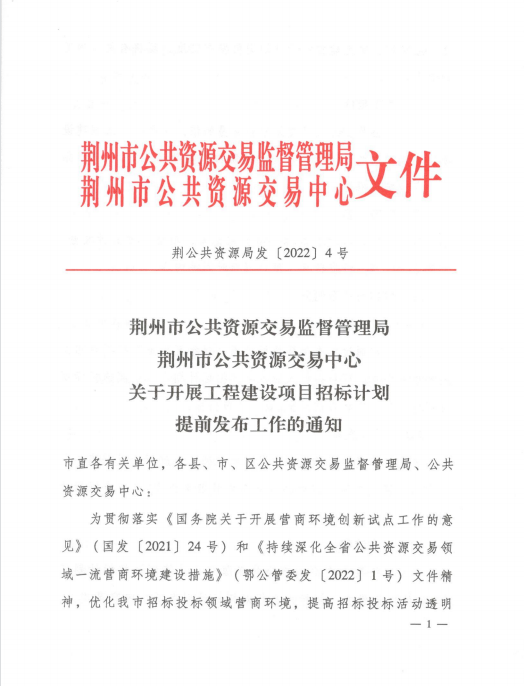 荆州市公共资源交易监督管理局
荆州市公共资源交易中心
文件
荆公共资源局发〔2022〕4号
荆州市公共资源交易监督管理局
荆州市公共资源交易中心
关于开展工程建设项目招标计划
提前发布工作的通知
市直各有关单位，各县、市、区公共资源交易监督管理局、公共
资源交易中心：
为贯彻落实《国务院关于开展营商环境创新试点工作的意
见》（国发〔2021〕24号）和《持续深化全省公共资源交易领
域一流营商环境建设措施》（鄂公管委发〔2022〕1号）文件精
神，优化我市招标投标领域营商环境，提高招标投标活动透明
— 1 —